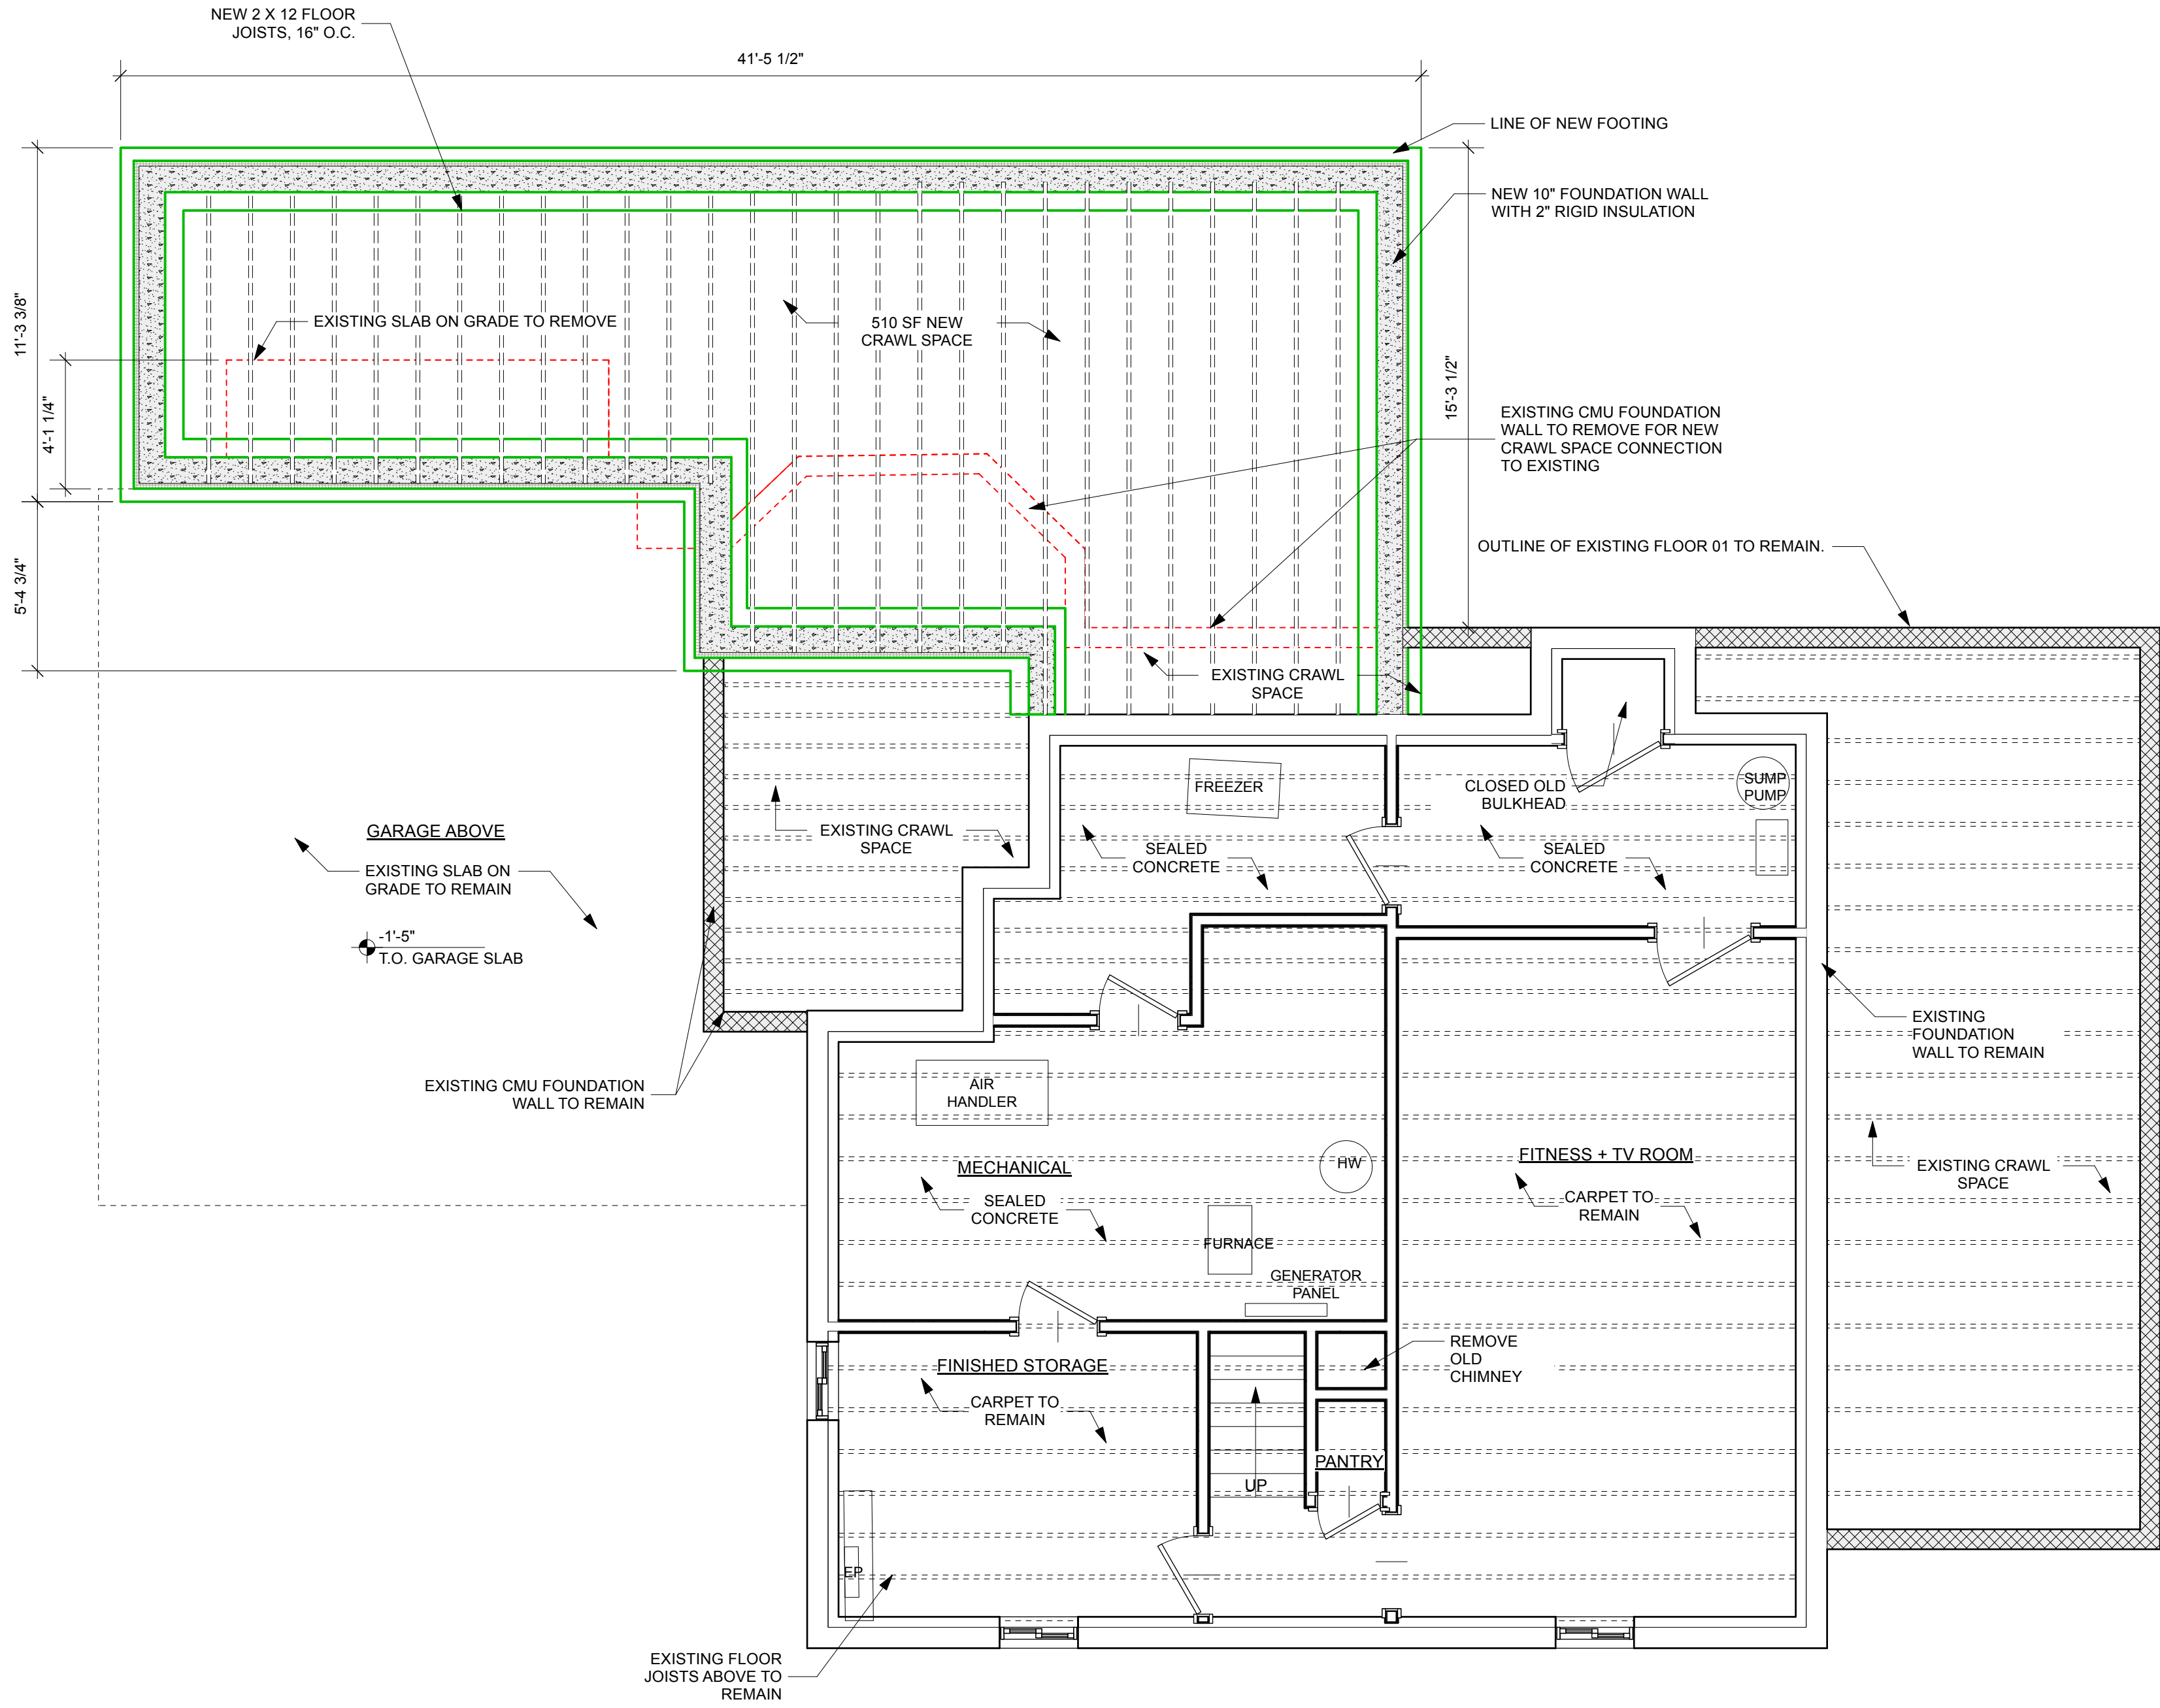 NEW 2 X 12 FLOOR
JOISTS, 16" O.C.
41'-5 1/2"
LINE OF NEW FOOTING
NEW 10" FOUNDATION WALL
WITH 2" RIGID INSULATION
11'-3 3/8"
4'-1 1/4"
5'-4 3/4"
15'-3 1/2"
EXISTING SLAB ON GRADE TO REMOVE
510 SF NEW
CRAWL SPACE
EXISTING CMU FOUNDATION
WALL TO REMOVE FOR NEW
CRAWL SPACE CONNECTION
TO EXISTING
OUTLINE OF EXISTING FLOOR 01 TO REMAIN.
EXISTING CRAWL
SPACE
FREEZER
CLOSED OLD
BULKHEAD
SUMP
PUMP
GARAGE ABOVE
EXISTING SLAB ON
GRADE TO REMAIN
-1'-5"
T.O. GARAGE SLAB
EXISTING CRAWL
SPACE
SEALED
CONCRETE
SEALED
CONCRETE
EXISTING
FOUNDATION
WALL TO REMAIN
EXISTING CMU FOUNDATION
WALL TO REMAIN
AIR
HANDLER
MECHANICAL
HW
SEALED
CONCRETE
FURNACE
GENERATOR
PANEL
FITNESS + TV ROOM
CARPET TO
REMAIN
EXISTING CRAWL
SPACE
FINISHED STORAGE
CARPET TO
REMAIN
REMOVE
OLD
CHIMNEY
PANTRY
UP
EP
EXISTING FLOOR
JOISTS ABOVE TO
REMAIN